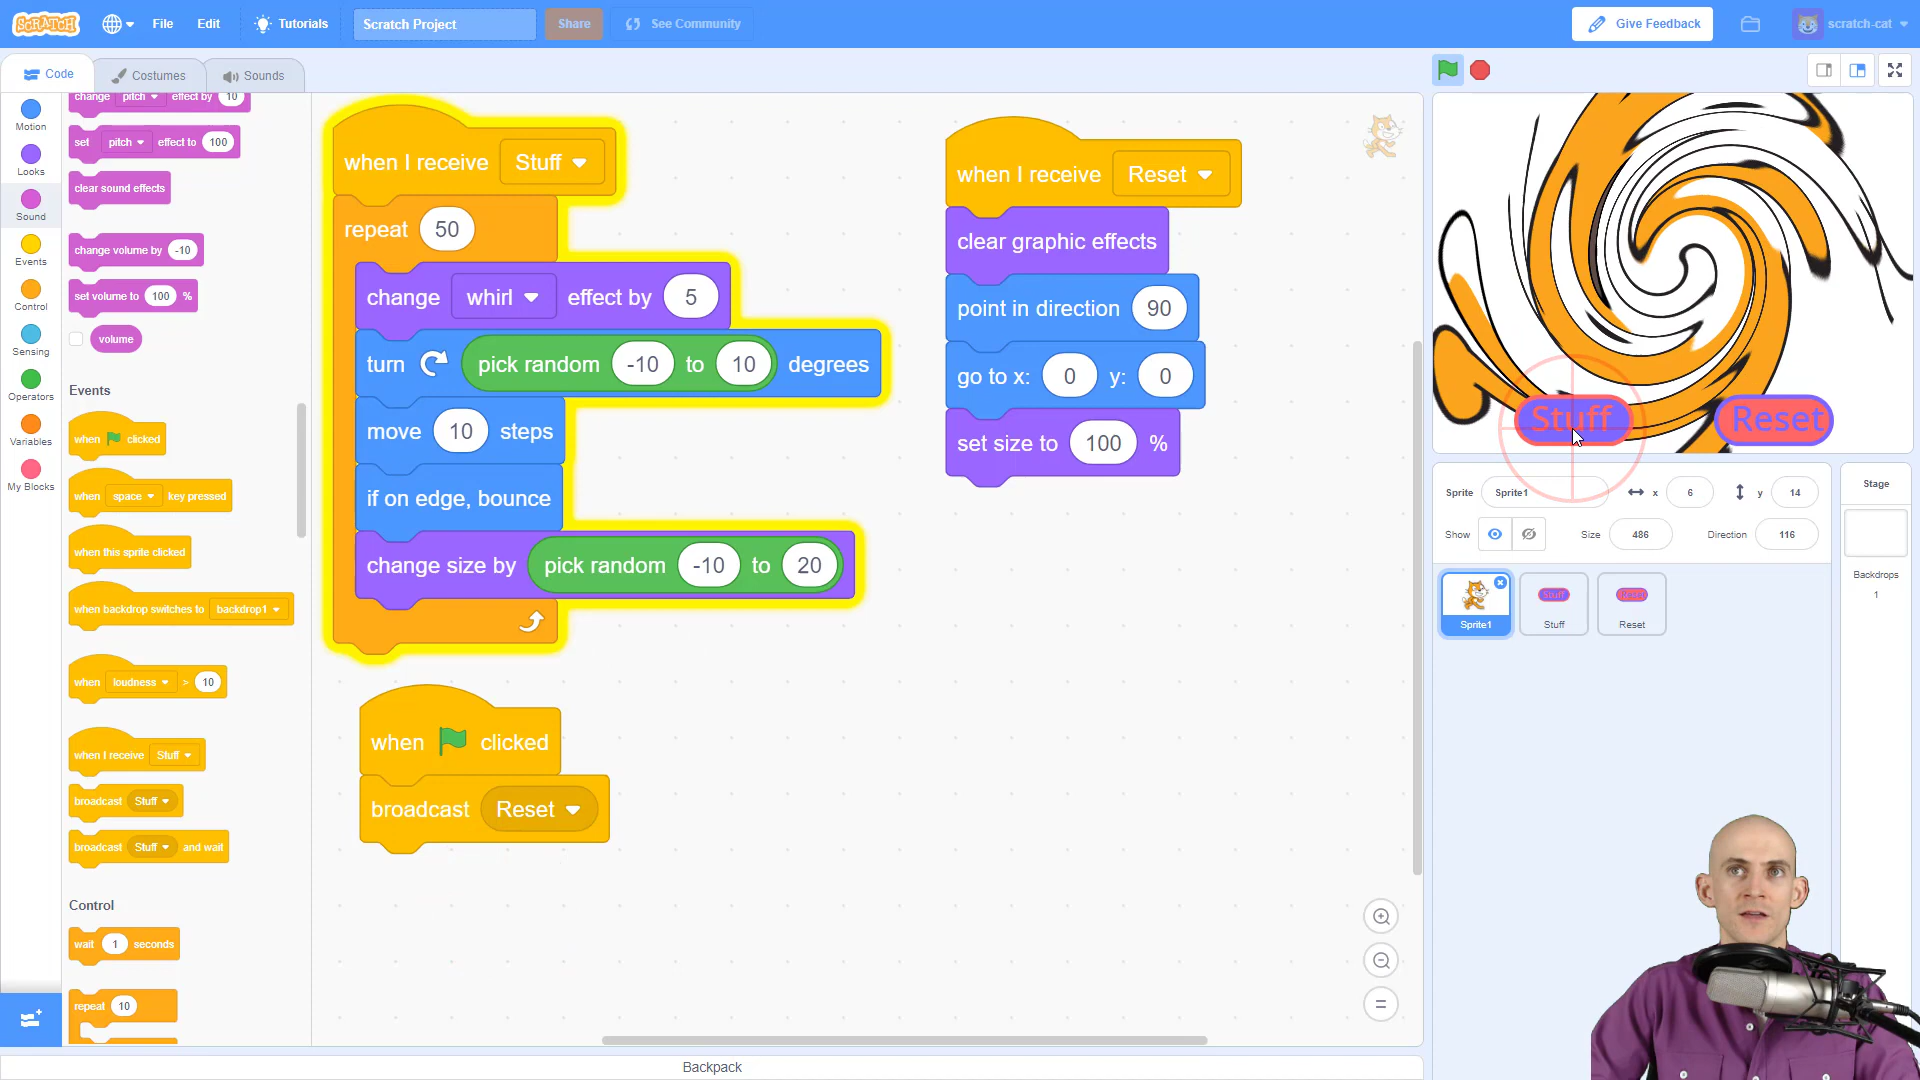 SCRATCH
File
Edit
Tutorials
Scratch Project
Share
See Community
Give Feedback
scratch-cat
Code
Costumes
Sounds
Motion
Looks
Sound
Events
Control
Sensing
Operators
Variables
My Blocks
change pitch effect by 10
set pitch effect to 100
clear sound effects
change volume by -10
set volume to 100 %
volume
Events
when clicked
when space key pressed
when this sprite clicked
when backdrop switches to backdrop1
when loudness > 10
when I receive Stuff
broadcast Stuff
broadcast Stuff and wait
Control
wait 1 seconds
repeat 10
when I receive Stuff
repeat 50
change whirl effect by 5
turn pick random -10 to 10 degrees
move 10 steps
if on edge, bounce
change size by pick random -10 to 20
when clicked
broadcast Reset
when I receive Reset
clear graphic effects
point in direction 90
go to x: 0 y: 0
set size to 100 %
Stuff
Reset
Sprite Sprite1 x 6 y 14
Show Size 486 Direction 116
Stuff
Reset
Sprite1
Stuff
Reset
Stage
Backdrops
1
Backpack